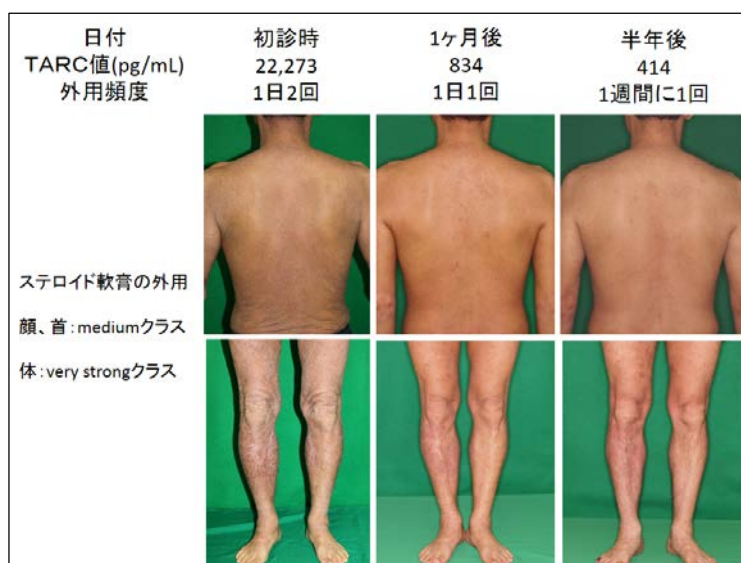 日付 初診時 1ヶ月後 半年後
TARC値(pg/mL) 22,273 834 414
外用頻度 1日2回 1日1回 1週間に1回
ステロイド軟膏の外用
顔、首：mediumクラス
体：very strongクラス